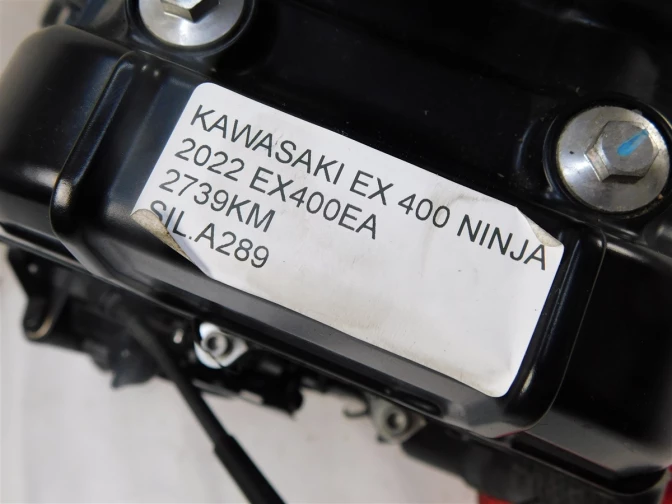 KAWASAKI EX 400 NINJA
2022 EX400EA
2739KM
SIL.A289